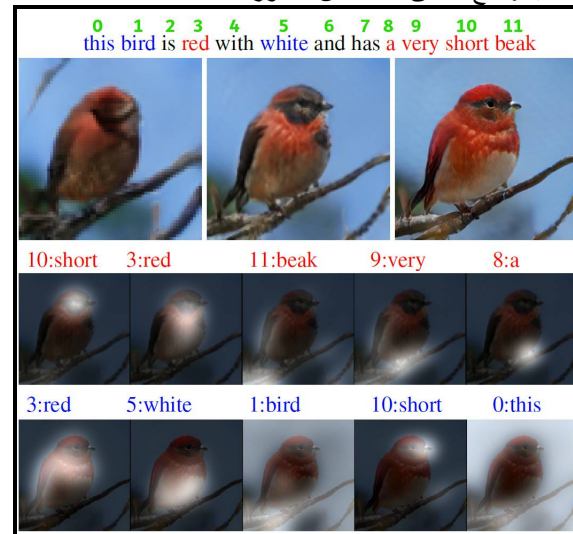 0 1 2 3 4 5 6 7 8 9 10 11
this bird is red with white and has a very short beak
10:short 3:red 11:beak 9:very 8:a
3:red 5:white 1:bird 10:short 0:this